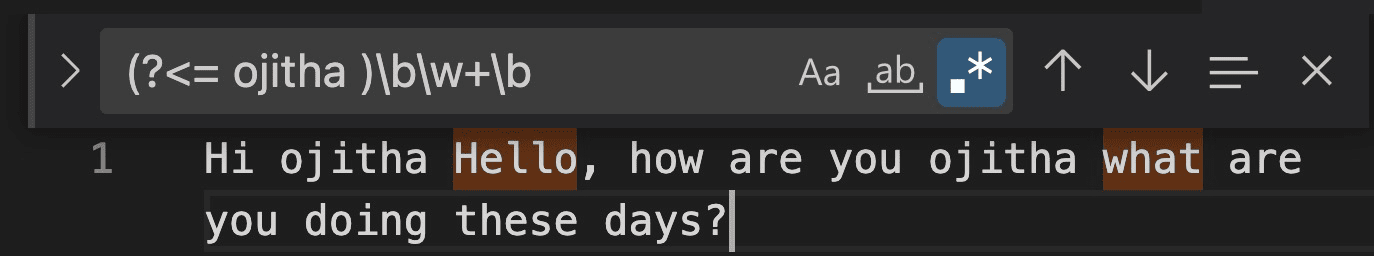 (?<= ojitha )\b\w+\b Aa ab .*
1 Hi ojitha Hello, how are you ojitha what are
you doing these days?